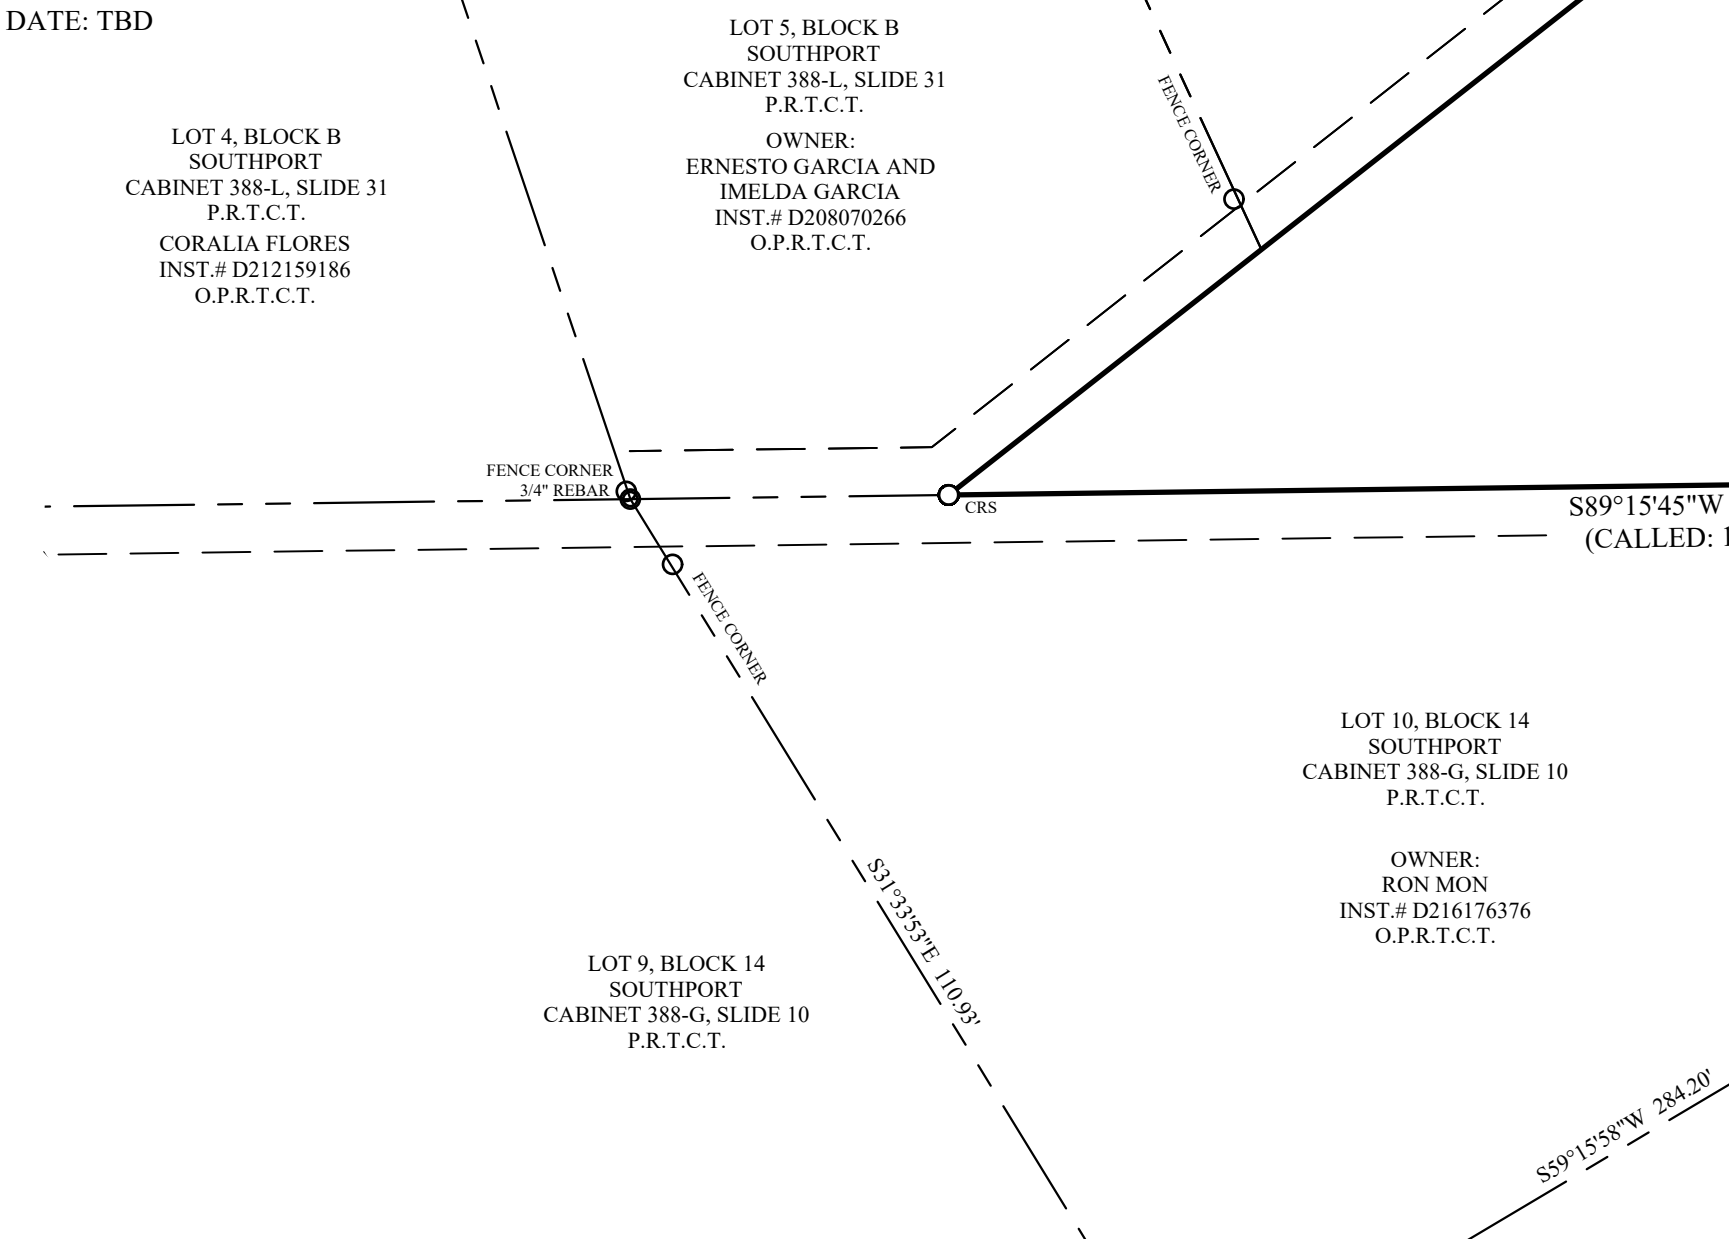 DATE: TBD
LOT 5, BLOCK B
SOUTHPORT
CABINET 388-L, SLIDE 31
P.R.T.C.T.
OWNER:
ERNESTO GARCIA AND
IMELDA GARCIA
INST.# D208070266
O.P.R.T.C.T.
FENCE CORNER
LOT 4, BLOCK B
SOUTHPORT
CABINET 388-L, SLIDE 31
P.R.T.C.T.
CORALIA FLORES
INST.# D212159186
O.P.R.T.C.T.
FENCE CORNER
3/4" REBAR
CRS
S89°15'45"W
(CALLED: 1
FENCE CORNER
LOT 10, BLOCK 14
SOUTHPORT
CABINET 388-G, SLIDE 10
P.R.T.C.T.
OWNER:
RON MON
INST.# D216176376
O.P.R.T.C.T.
S31°33'53"E 110.93'
LOT 9, BLOCK 14
SOUTHPORT
CABINET 388-G, SLIDE 10
P.R.T.C.T.
S59°15'58"W 284.20'